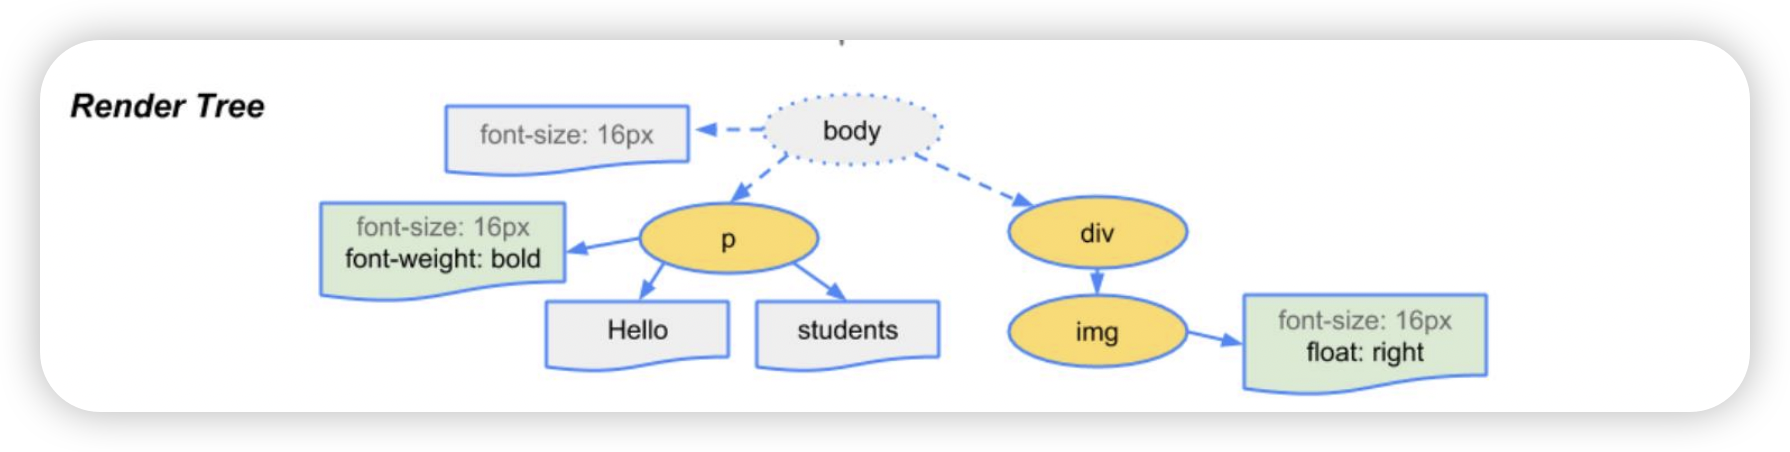 Render Tree
font-size: 16px
body
font-size: 16px
font-weight: bold
p
div
Hello
students
img
font-size: 16px
float: right